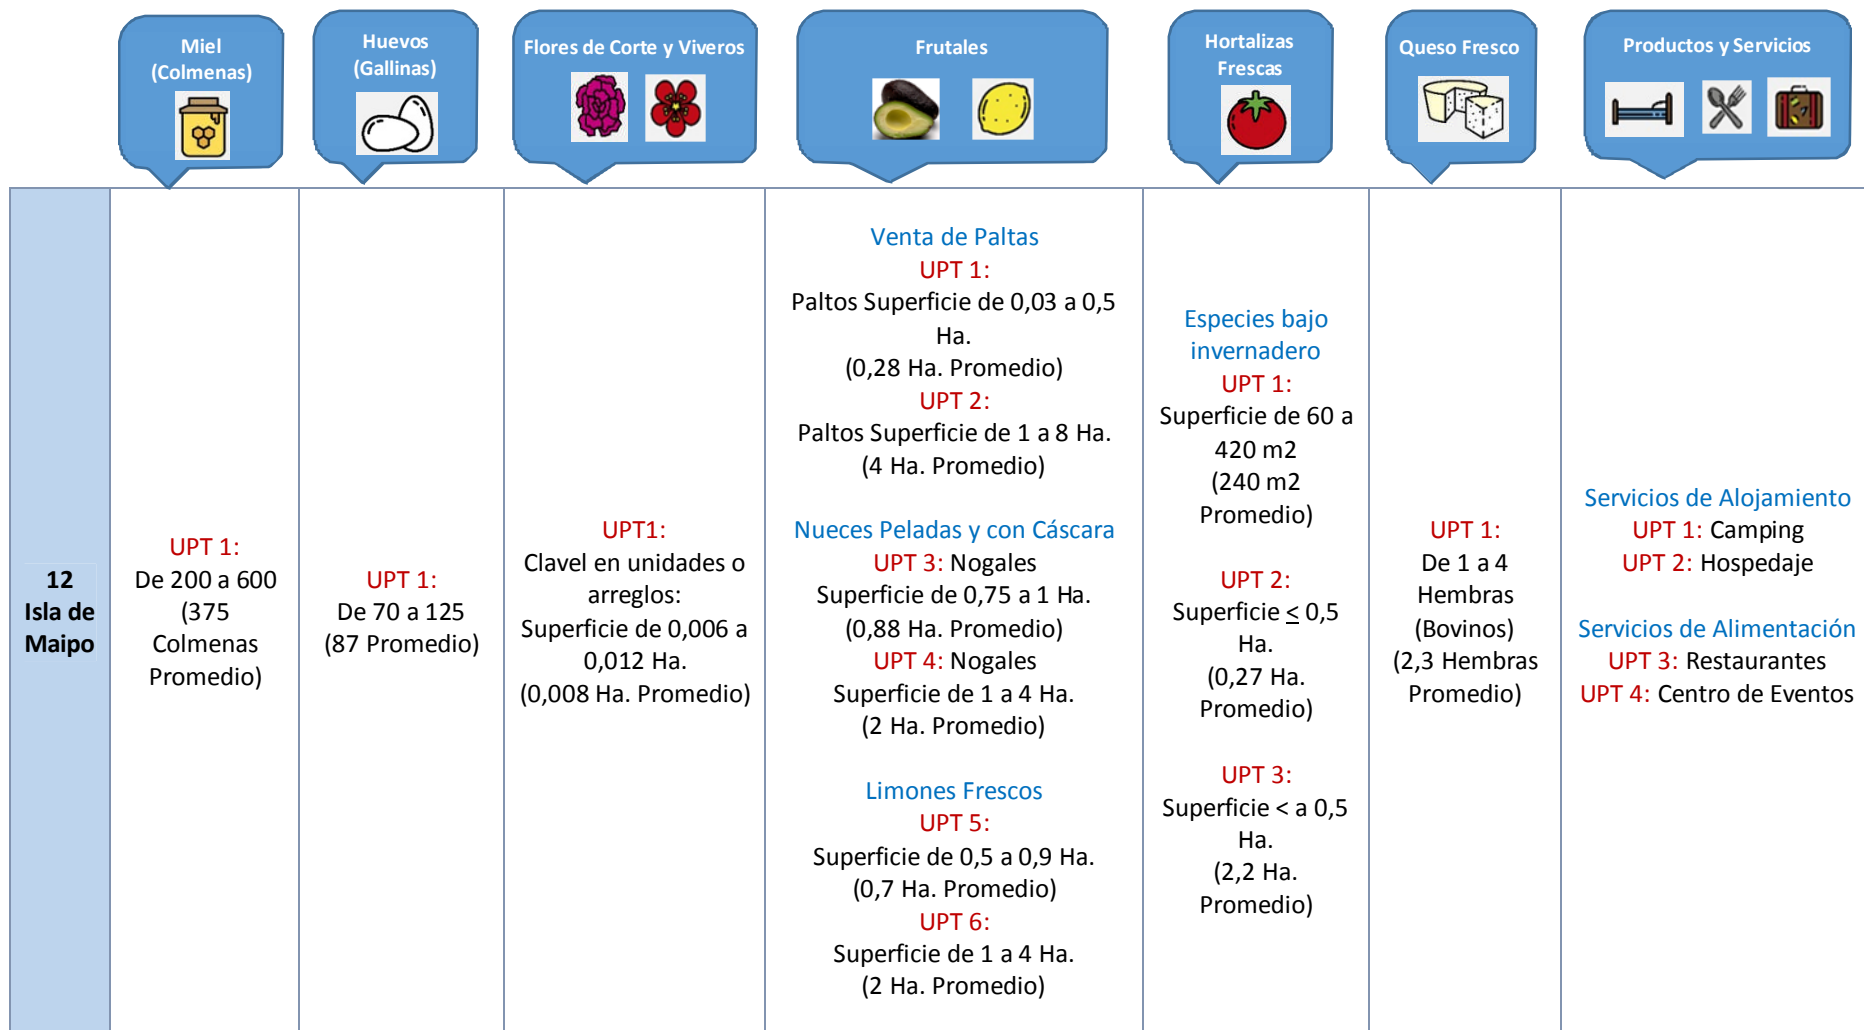 Miel
(Colmenas)
Huevos
(Gallinas)
Flores de Corte y Viveros
Frutales
Hortalizas
Frescas
Queso Fresco
Productos y Servicios
12
Isla de
Maipo
UPT 1:
De 200 a 600
(375
Colmenas
Promedio)
UPT 1:
De 70 a 125
(87 Promedio)
UPT1:
Clavel en unidades o
arreglos:
Superficie de 0,006 a
0,012 Ha.
(0,008 Ha. Promedio)
Venta de Paltas
UPT 1:
Paltos Superficie de 0,03 a 0,5
Ha.
(0,28 Ha. Promedio)
UPT 2:
Paltos Superficie de 1 a 8 Ha.
(4 Ha. Promedio)
Nueces Peladas y con Cáscara
UPT 3: Nogales
Superficie de 0,75 a 1 Ha.
(0,88 Ha. Promedio)
UPT 4: Nogales
Superficie de 1 a 4 Ha.
(2 Ha. Promedio)
Limones Frescos
UPT 5:
Superficie de 0,5 a 0,9 Ha.
(0,7 Ha. Promedio)
UPT 6:
Superficie de 1 a 4 Ha.
(2 Ha. Promedio)
Especies bajo
invernadero
UPT 1:
Superficie de 60 a
420 m2
(240 m2
Promedio)
UPT 2:
Superficie ≤ 0,5
Ha.
(0,27 Ha.
Promedio)
UPT 3:
Superficie < a 0,5
Ha.
(2,2 Ha.
Promedio)
UPT 1:
De 1 a 4
Hembras
(Bovinos)
(2,3 Hembras
Promedio)
Servicios de Alojamiento
UPT 1: Camping
UPT 2: Hospedaje
Servicios de Alimentación
UPT 3: Restaurantes
UPT 4: Centro de Eventos